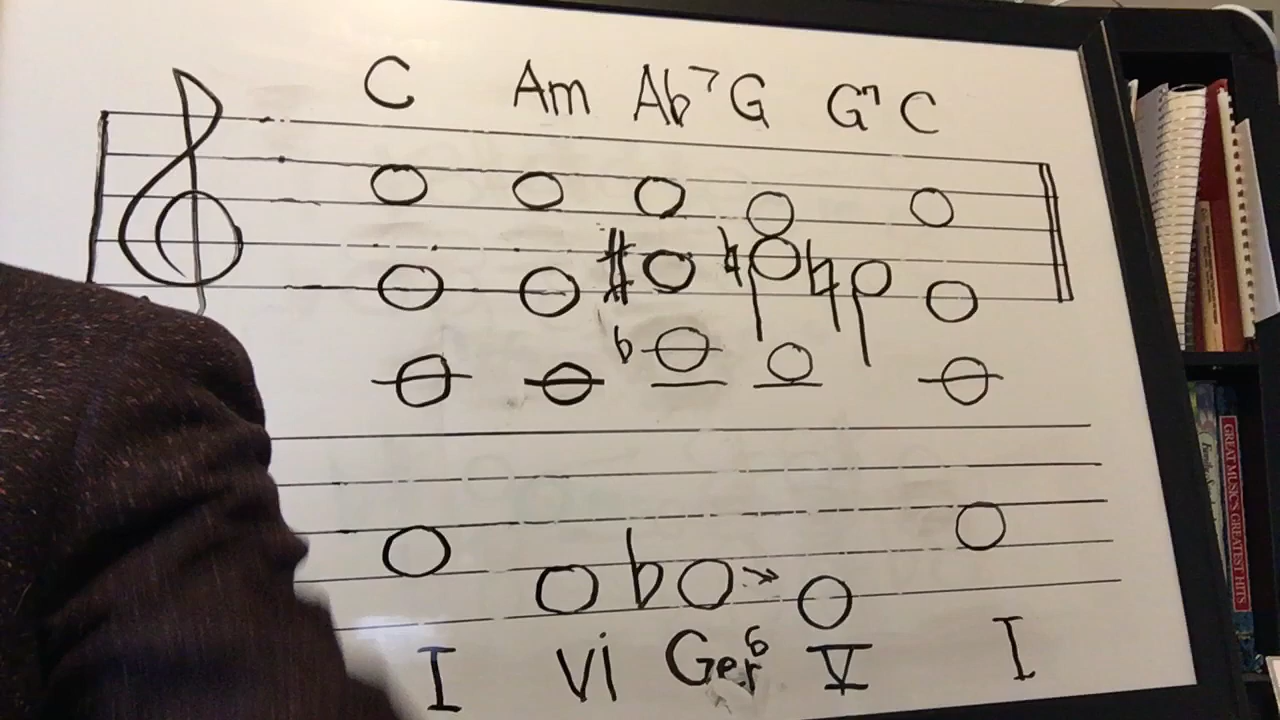 C Am Ab⁷ G G⁷ C
I vi Ger⁶ V I
GREAT MUSIC'S GREATEST HITS